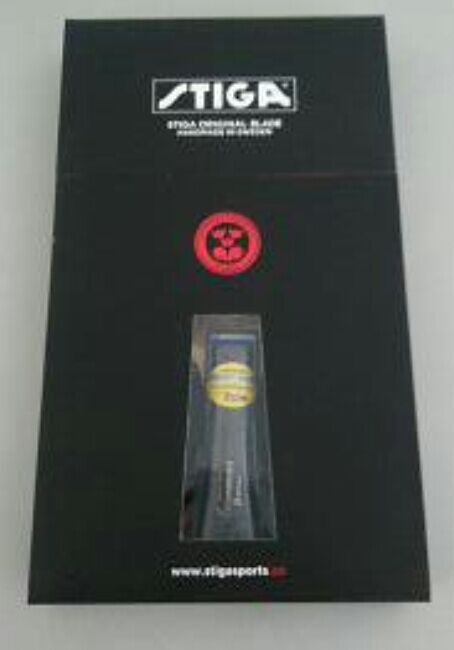 STIGA
STIGA ORIGINAL BLADE
HANDMADE IN SWEDEN
www.stigasports.